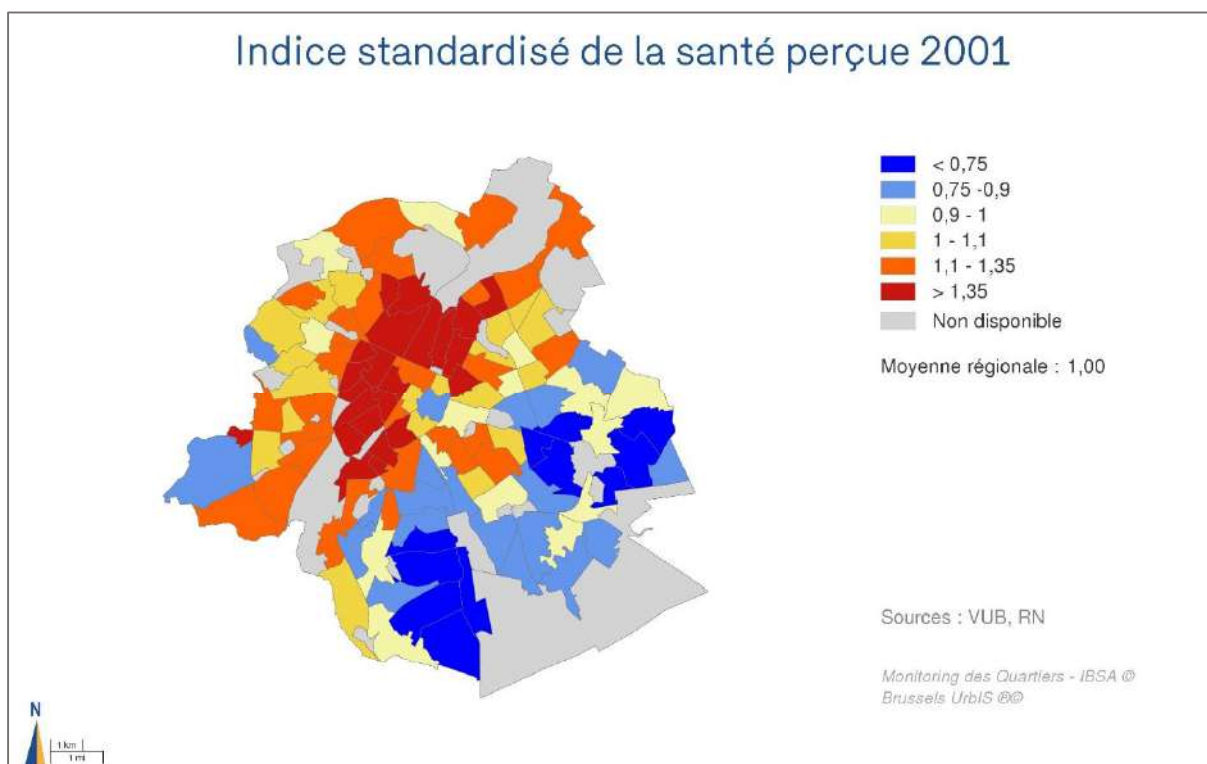 Indice standardisé de la santé perçue 2001
< 0,75
0,75 -0,9
0,9 - 1
1 - 1,1
1,1 - 1,35
> 1,35
Non disponible
Moyenne régionale : 1,00
Sources : VUB, RN
Monitoring des Quartiers - IBSA ©
Brussels UrbIS ®©
N
1 km
1 mi